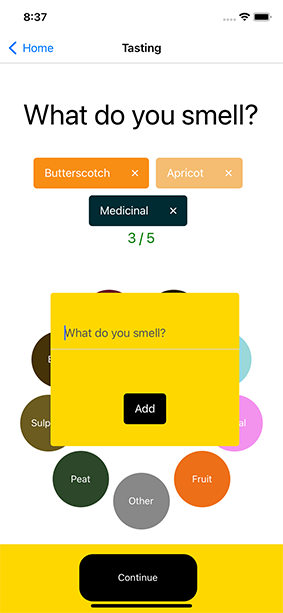 8:37
Home
Tasting
What do you smell?
Butterscotch ×
Apricot ×
Medicinal ×
3 / 5
What do you smell?
Add
Sulp
al
Peat
Fruit
Other
Continue